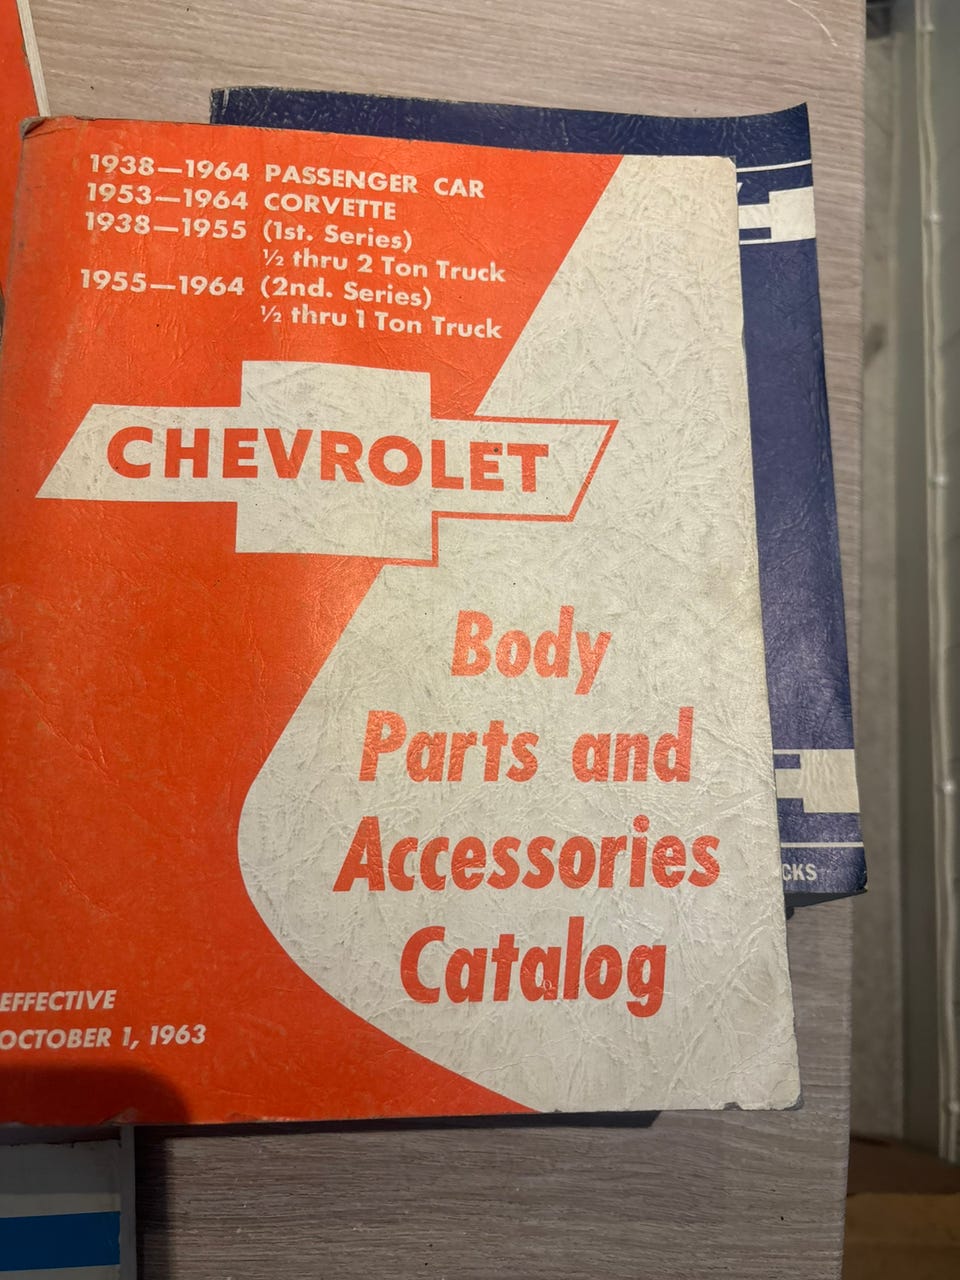 1938—1964 PASSENGER CAR
1953—1964 CORVETTE
1938—1955 (1st. Series)
½ thru 2 Ton Truck
1955—1964 (2nd. Series)
½ thru 1 Ton Truck
CHEVROLET
Body
Parts and
Accessories
Catalog
EFFECTIVE
OCTOBER 1, 1963
CKS